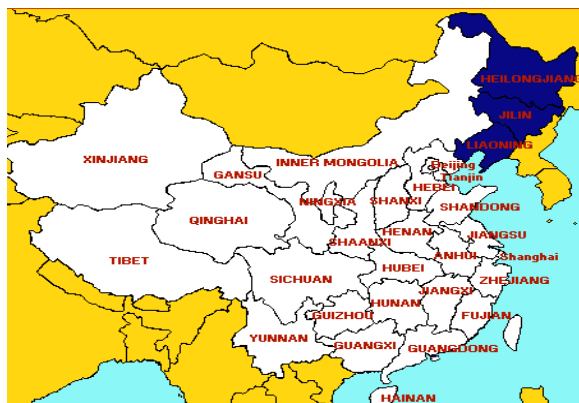 HEILONGJIANG
JILIN
LIAONING
XINJIANG
INNER MONGOLIA
Beijing
GANSU
Tianjin
HEBEI
NINGXIA
SHANXI
SHANDONG
QINGHAI
HENAN
JIANGSU
SHAANXI
ANHUI
Shanghai
TIBET
HUBEI
SICHUAN
ZHEJIANG
JIANGXI
HUNAN
GUIZHOU
FUJIAN
YUNNAN
GUANGXI
GUANGDONG
HAINAN